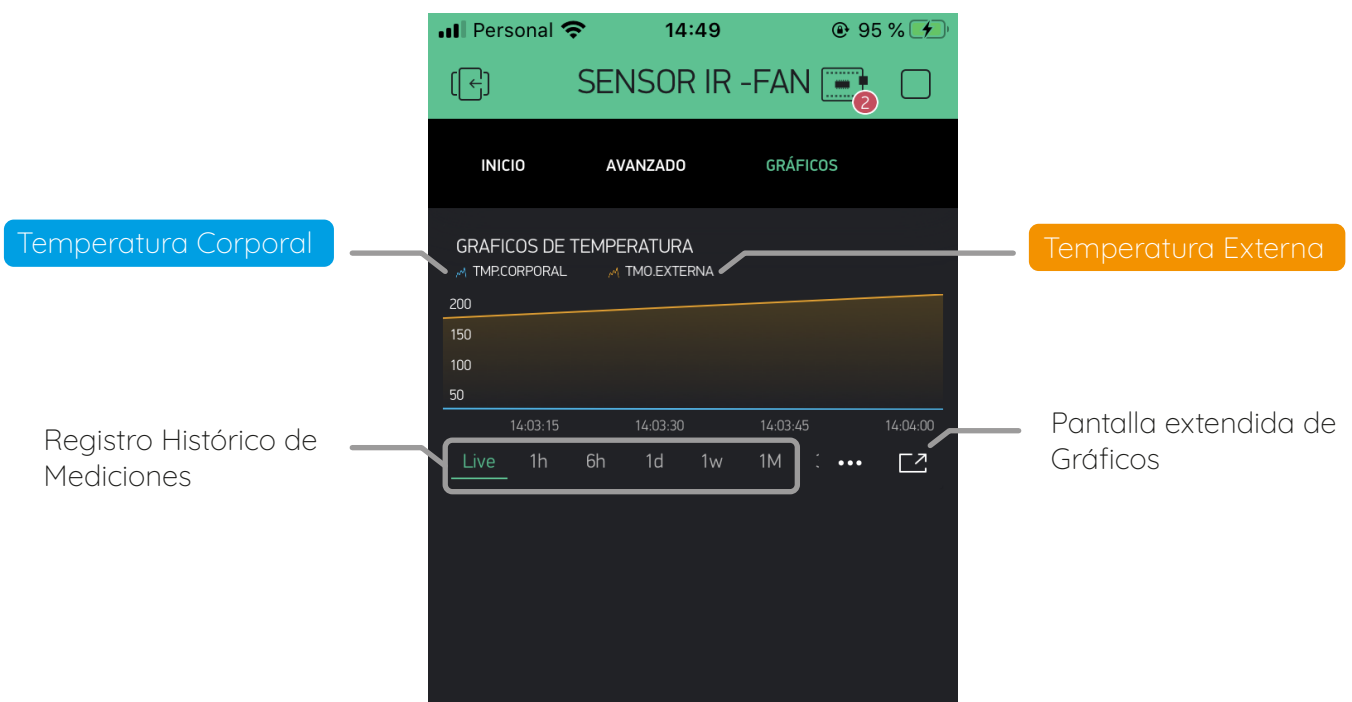 Personal 14:49 95 %
SENSOR IR -FAN 2
INICIO AVANZADO GRÁFICOS
Temperatura Corporal
Temperatura Externa
GRAFICOS DE TEMPERATURA
TMP.CORPORAL TMO.EXTERNA
200
150
100
50
14:03:15 14:03:30 14:03:45 14:04:00
Registro Histórico de
Mediciones
Live 1h 6h 1d 1w 1M
Pantalla extendida de
Gráficos